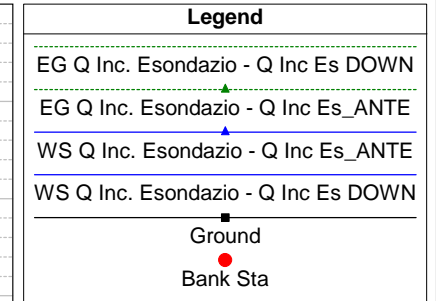 Legend
EG Q Inc. Esondazio - Q Inc Es DOWN
EG Q Inc. Esondazio - Q Inc Es_ANTE
WS Q Inc. Esondazio - Q Inc Es_ANTE
WS Q Inc. Esondazio - Q Inc Es DOWN
Ground
Bank Sta